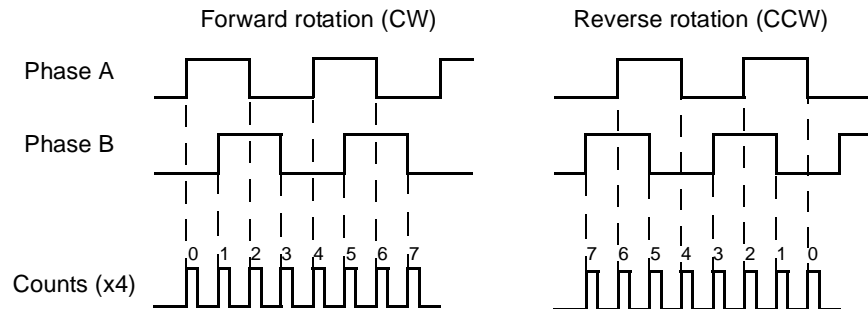 Forward rotation (CW)
Reverse rotation (CCW)
Phase A
Phase B
0 1 2 3 4 5 6 7
7 6 5 4 3 2 1 0
Counts (x4)